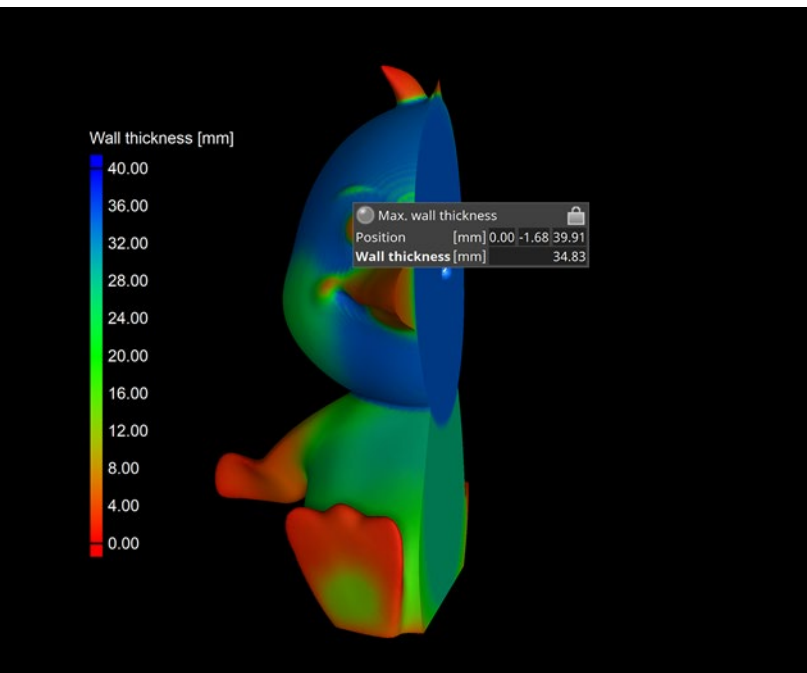 Wall thickness [mm]
40.00
36.00
32.00
28.00
24.00
20.00
16.00
12.00
8.00
4.00
0.00
Max. wall thickness
Position [mm] 0.00 -1.68 39.91
Wall thickness [mm] 34.83